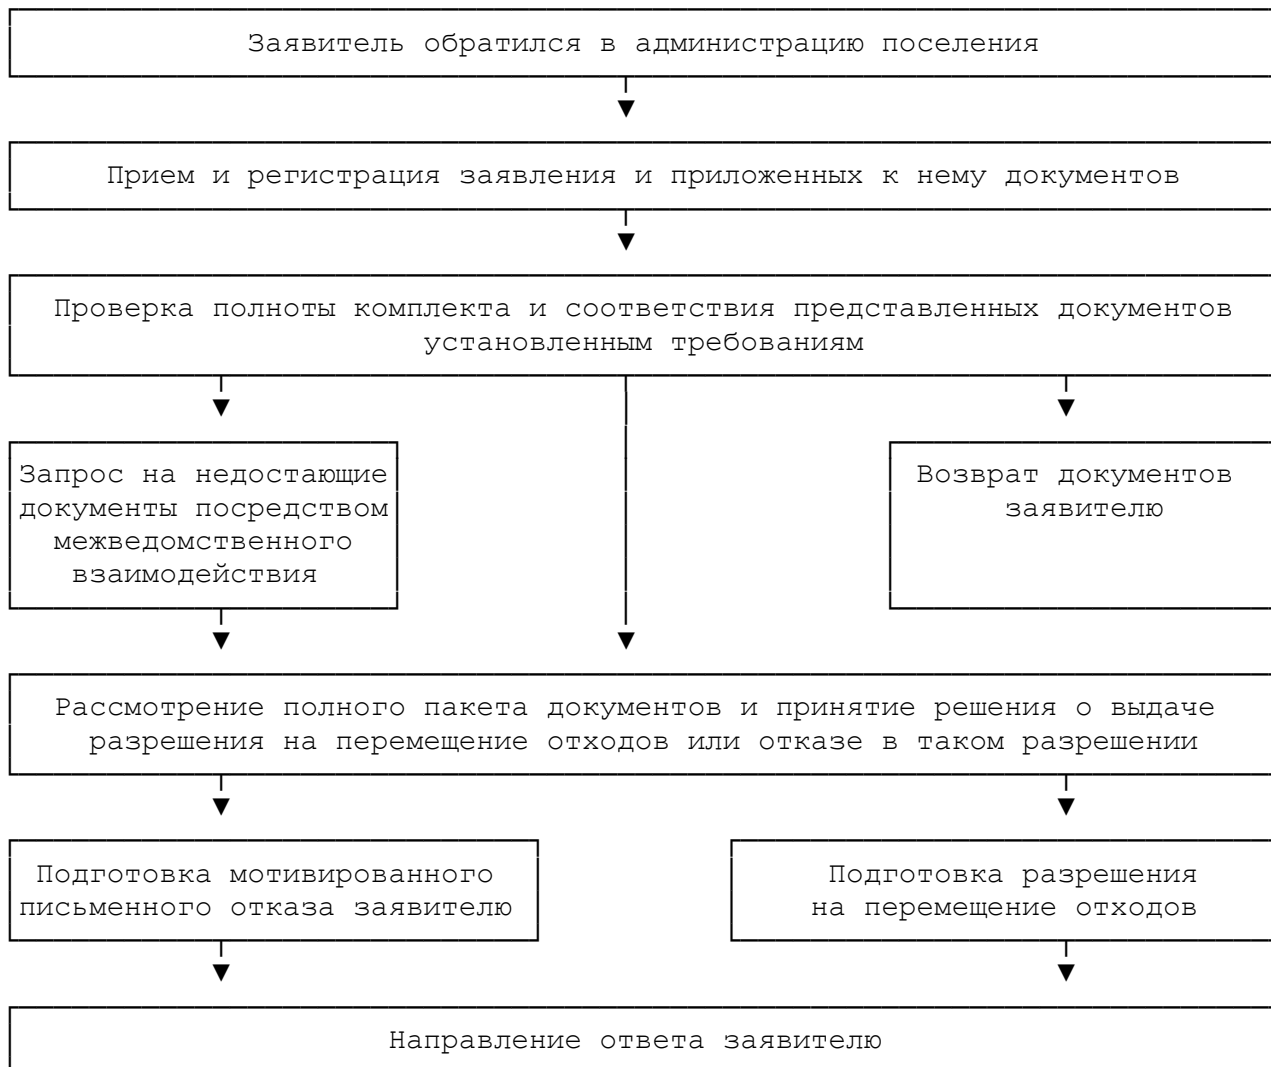 Заявитель обратился в администрацию поселения
Прием и регистрация заявления и приложенных к нему документов
Проверка полноты комплекта и соответствия представленных документов
установленным требованиям
Запрос на недостающие
документы посредством
межведомственного
взаимодействия
Возврат документов
заявителю
Рассмотрение полного пакета документов и принятие решения о выдаче
разрешения на перемещение отходов или отказе в таком разрешении
Подготовка мотивированного
письменного отказа заявителю
Подготовка разрешения
на перемещение отходов
Направление ответа заявителю